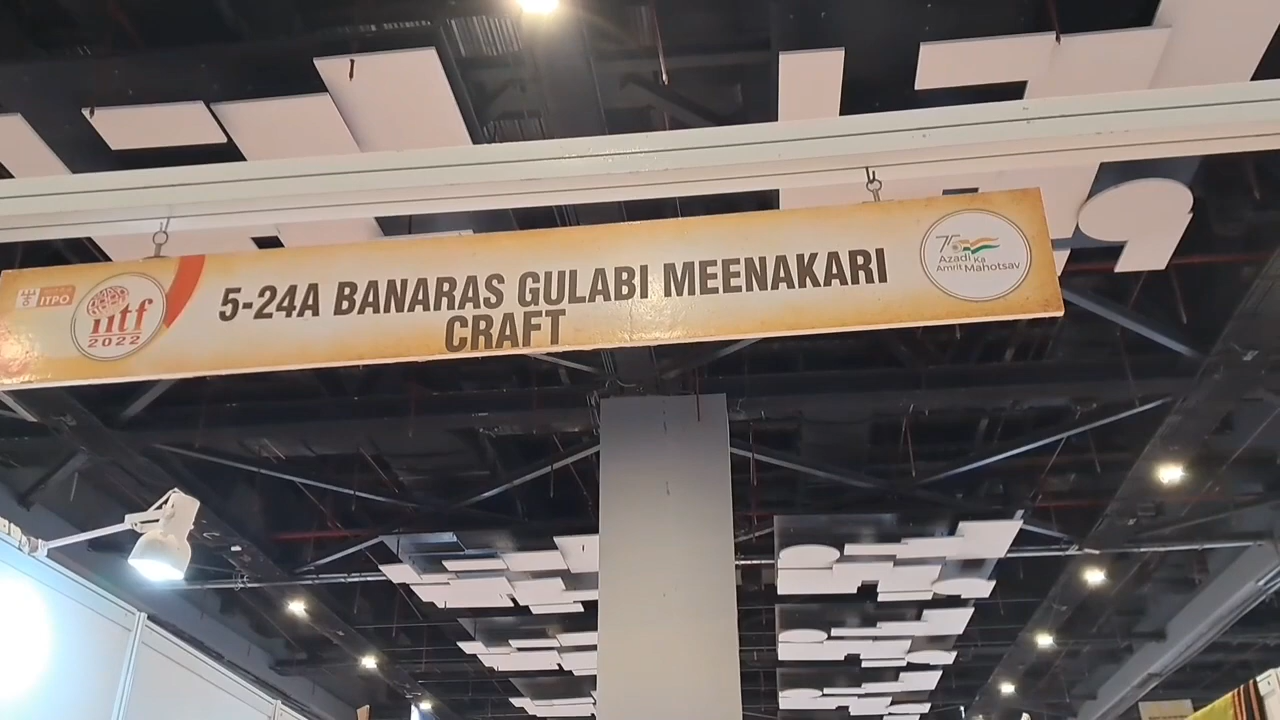 ITPO
iitf
2022
5-24A BANARAS GULABI MEENAKARI
CRAFT
75
Azadi Ka
Amrit Mahotsav